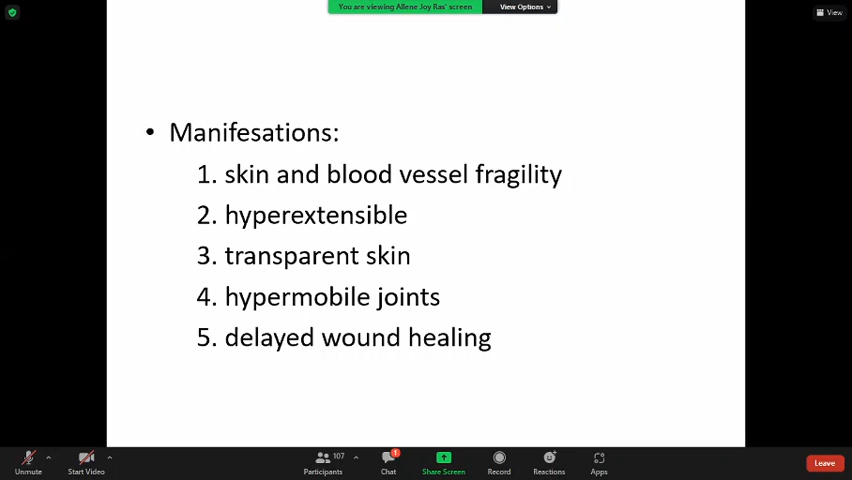 You are viewing Allene Joy Ras' screen
View Options
View
• Manifesations:
1. skin and blood vessel fragility
2. hyperextensible
3. transparent skin
4. hypermobile joints
5. delayed wound healing
Unmute
Start Video
107
Participants
1
Chat
Share Screen
Record
Reactions
Apps
Leave